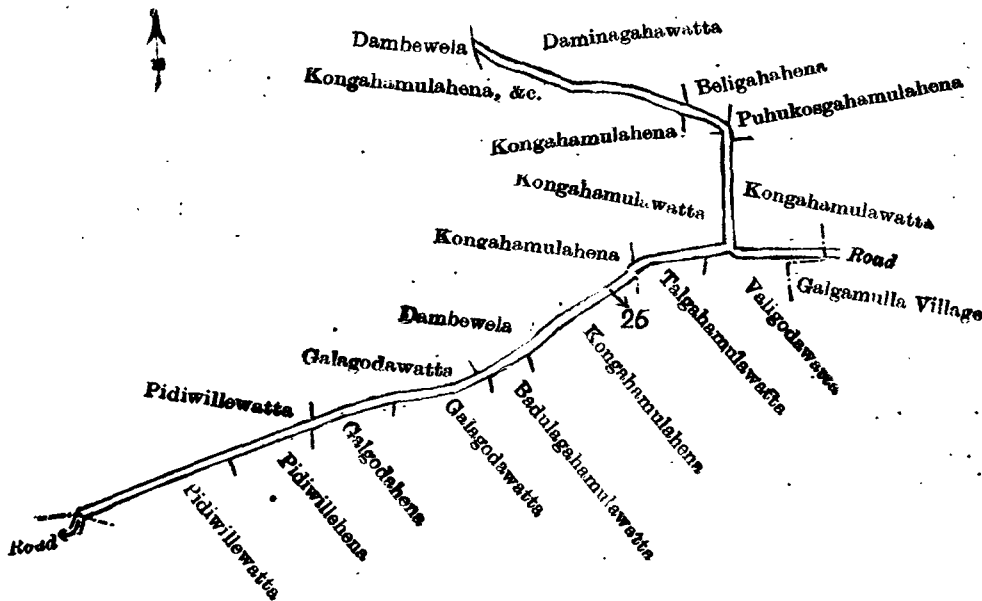 Dambewela
Daminagahawatta
Kongahamulahena, &c.
Beligahahena
Puhukosgahamulahena
Kongahamulahena
Kongahamulawatta
Kongahamulawatta
Kongahamulahena
Road
Galgamulla Village
Valigodawatta
Talgahamulawatta
26
Dambewela
Kongahamulahena
Galagodawatta
Badulagahamulawatta
Pidiwillewatta
Galagodawatta
Galgodahena
Pidiwillehena
Pidiwillewatta
Road